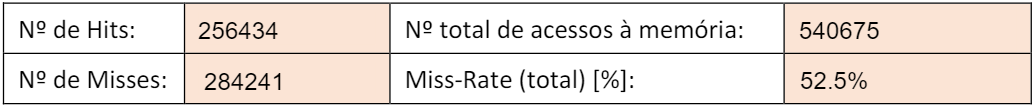 Nº de Hits: 256434 Nº total de acessos à memória: 540675
Nº de Misses: 284241 Miss-Rate (total) [%]: 52.5%